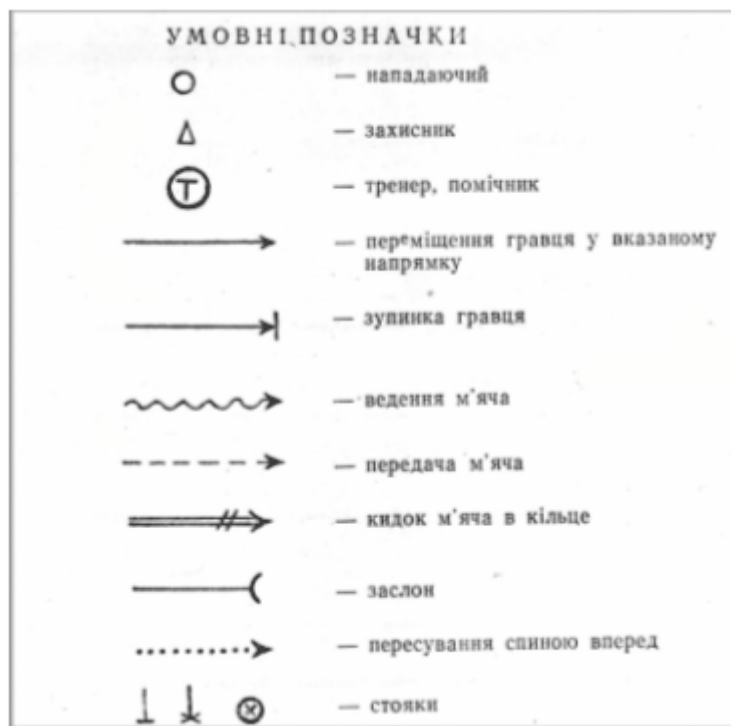 УМОВНІ ПОЗНАЧКИ
— нападаючий
— захисник
Т — тренер, помічник
— переміщення гравця у вказаному
напрямку
— зупинка гравця
— ведення м'яча
— передача м'яча
— кидок м'яча в кільце
— заслон
— пересування спиною вперед
— стояки